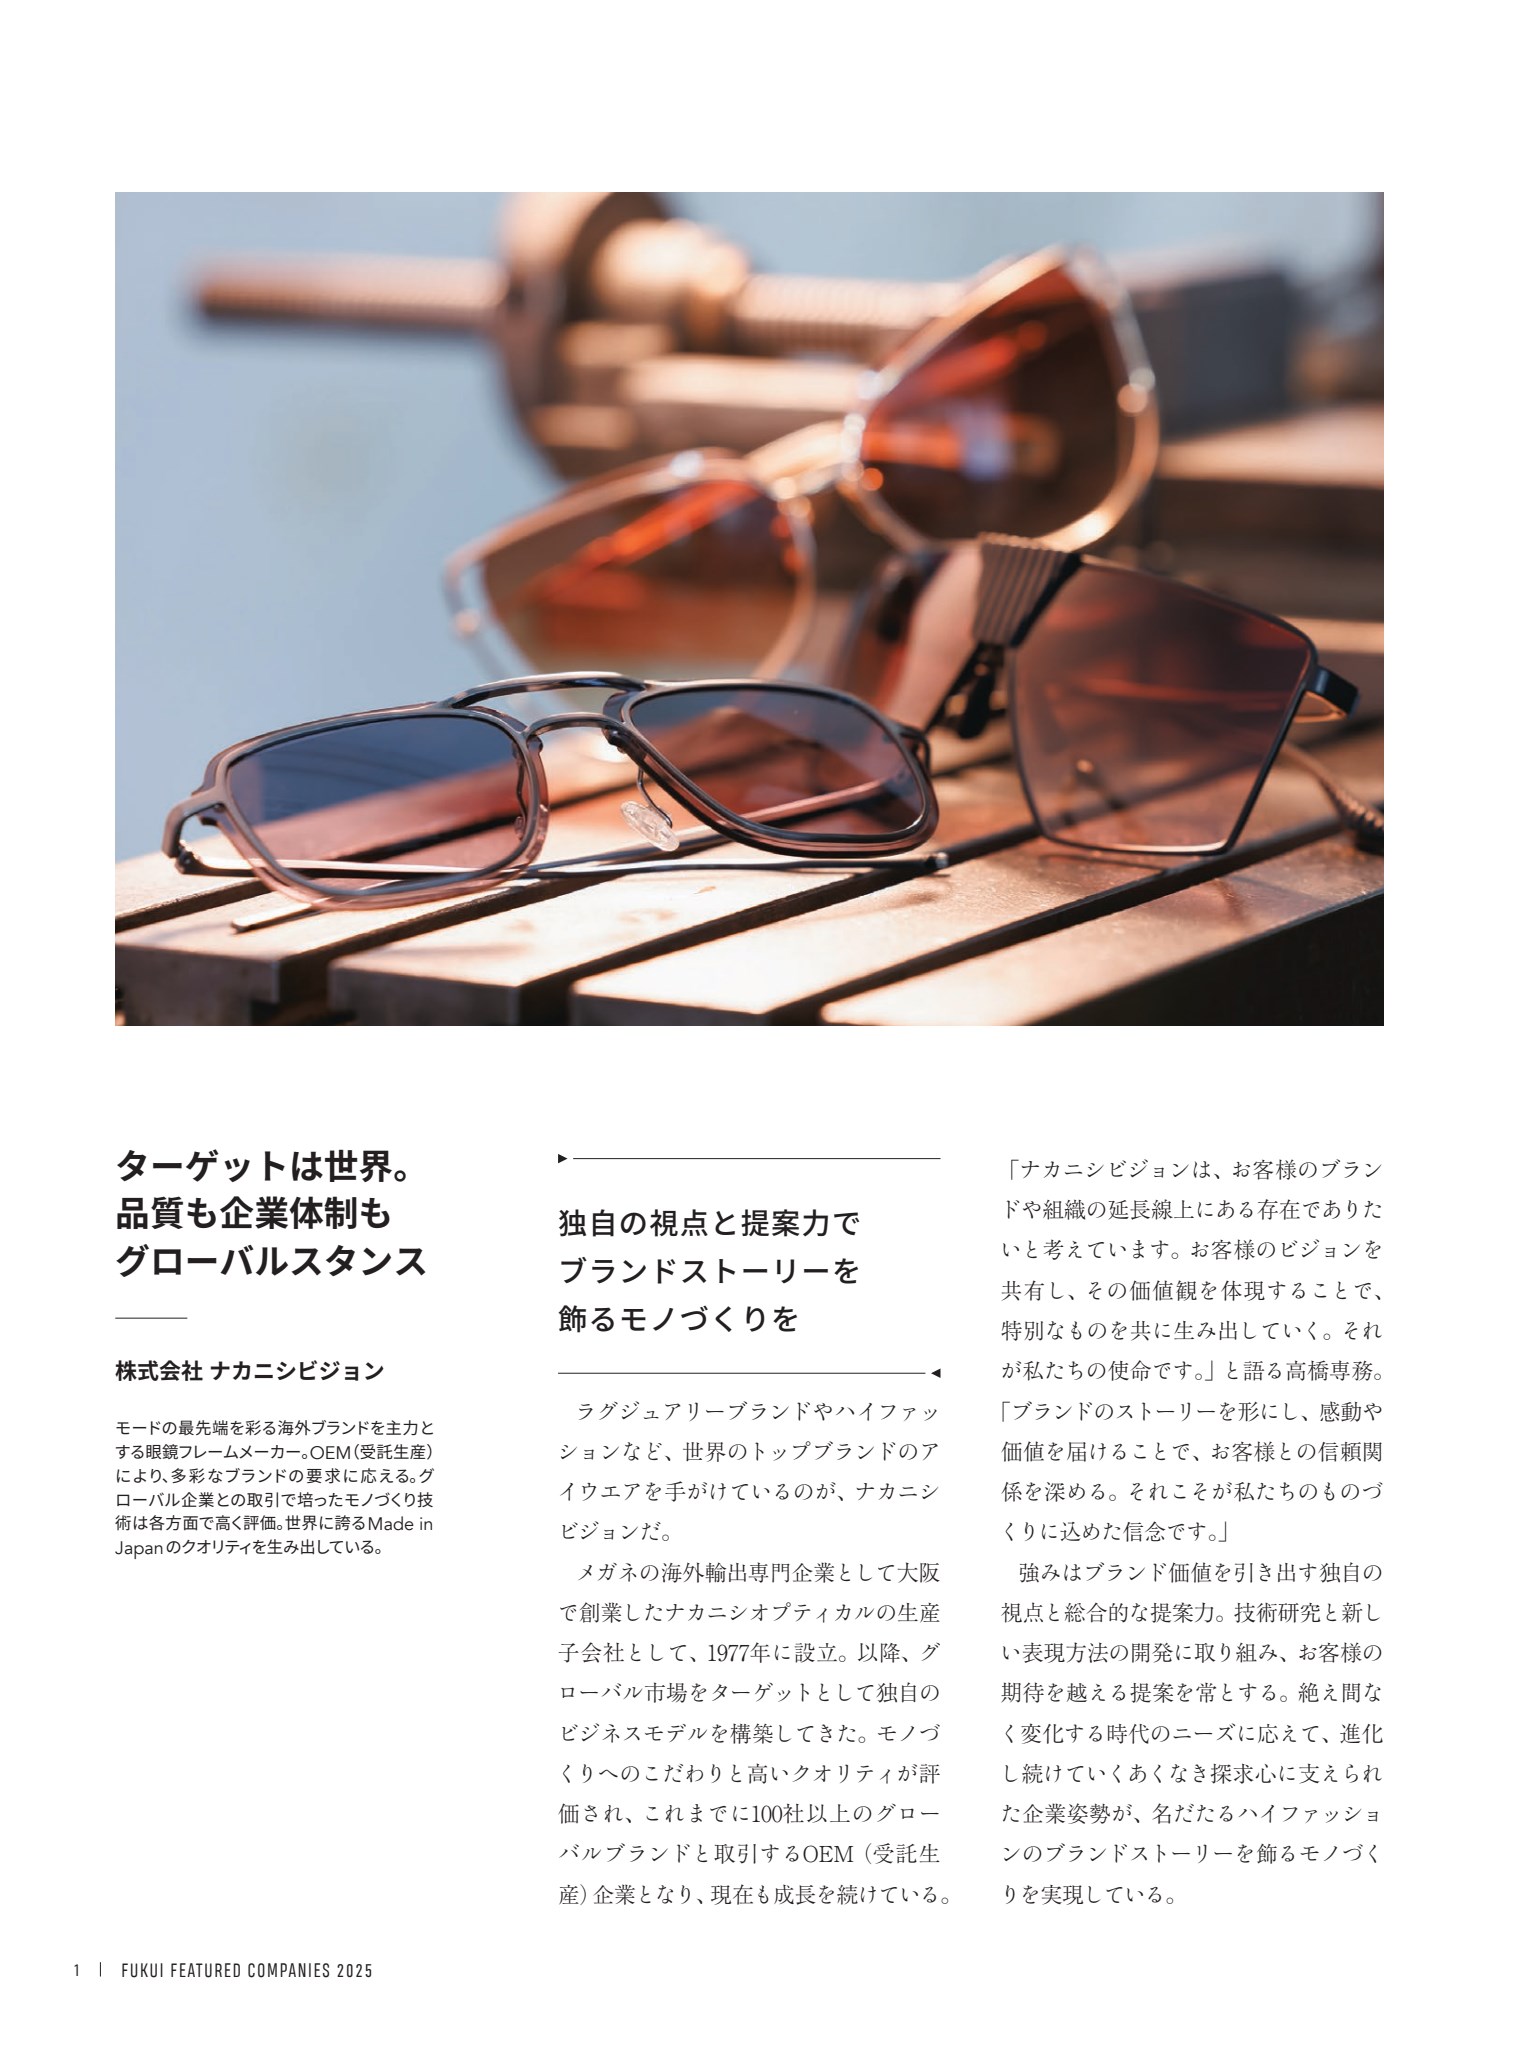 ターゲットは世界。
品質も企業体制も
グローバルスタンス
株式会社 ナカニシビジョン
モードの最先端を彩る海外ブランドを主力と
する眼鏡フレームメーカー。OEM（受託生産）
により、多彩なブランドの要求に応える。グ
ローバル企業との取引で培ったモノづくり技
術は各方面で高く評価。世界に誇るMade in
Japanのクオリティを生み出している。
独自の視点と提案力で
ブランドストーリーを
飾るモノづくりを
ラグジュアリーブランドやハイファッ
ションなど、世界のトップブランドのア
イウエアを手がけているのが、ナカニシ
ビジョンだ。
メガネの海外輸出専門企業として大阪
で創業したナカニシオプティカルの生産
子会社として、1977年に設立。以降、グ
ローバル市場をターゲットとして独自の
ビジネスモデルを構築してきた。モノづ
くりへのこだわりと高いクオリティが評
価され、これまでに100社以上のグロー
バルブランドと取引するOEM（受託生
産）企業となり、現在も成長を続けている。
「ナカニシビジョンは、お客様のブラン
ドや組織の延長線上にある存在でありた
いと考えています。お客様のビジョンを
共有し、その価値観を体現することで、
特別なものを共に生み出していく。それ
が私たちの使命です。」と語る高橋専務。
「ブランドのストーリーを形にし、感動や
価値を届けることで、お客様との信頼関
係を深める。それこそが私たちのものづ
くりに込めた信念です。」
強みはブランド価値を引き出す独自の
視点と総合的な提案力。技術研究と新し
い表現方法の開発に取り組み、お客様の
期待を越える提案を常とする。絶え間な
く変化する時代のニーズに応えて、進化
し続けていくあくなき探求心に支えられ
た企業姿勢が、名だたるハイファッショ
ンのブランドストーリーを飾るモノづく
りを実現している。
1 | FUKUI FEATURED COMPANIES 2025